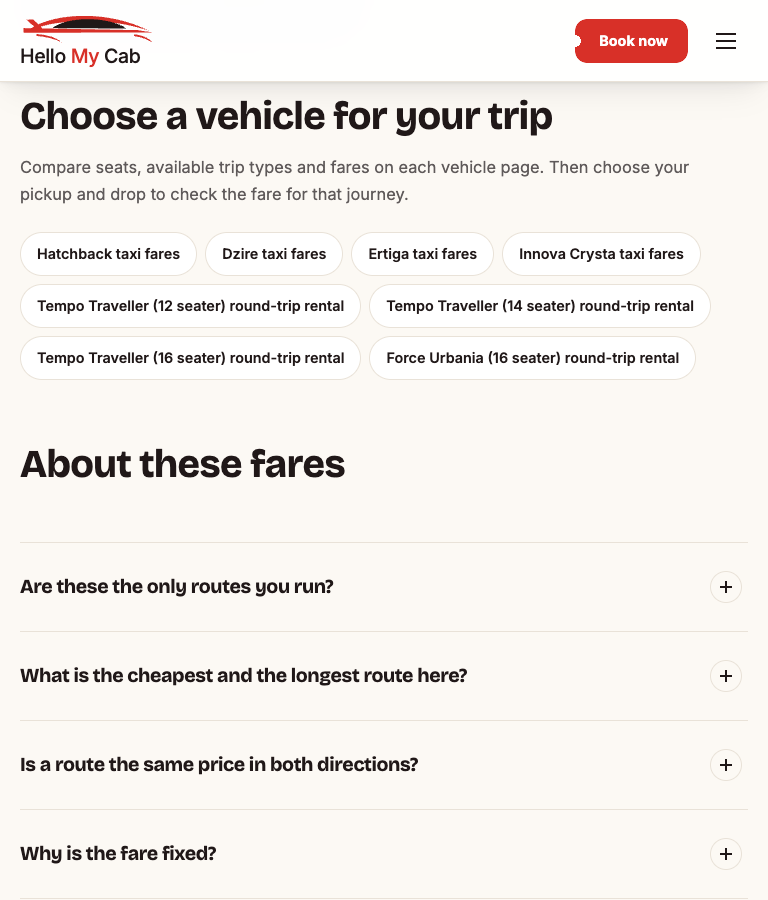 Hello My Cab
Book now
Choose a vehicle for your trip
Compare seats, available trip types and fares on each vehicle page. Then choose your
pickup and drop to check the fare for that journey.
Hatchback taxi fares
Dzire taxi fares
Ertiga taxi fares
Innova Crysta taxi fares
Tempo Traveller (12 seater) round-trip rental
Tempo Traveller (14 seater) round-trip rental
Tempo Traveller (16 seater) round-trip rental
Force Urbania (16 seater) round-trip rental
About these fares
Are these the only routes you run?
What is the cheapest and the longest route here?
Is a route the same price in both directions?
Why is the fare fixed?